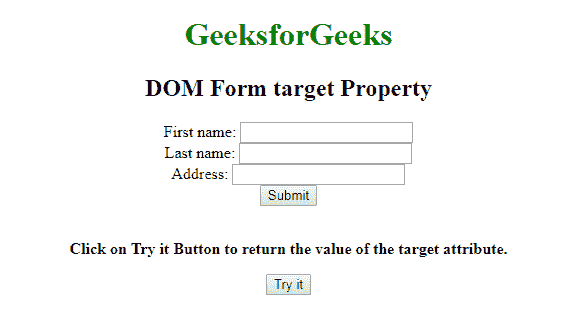 GeeksforGeeks
DOM Form target Property
First name:
Last name:
Address:
Submit
Click on Try it Button to return the value of the target attribute.
Try it